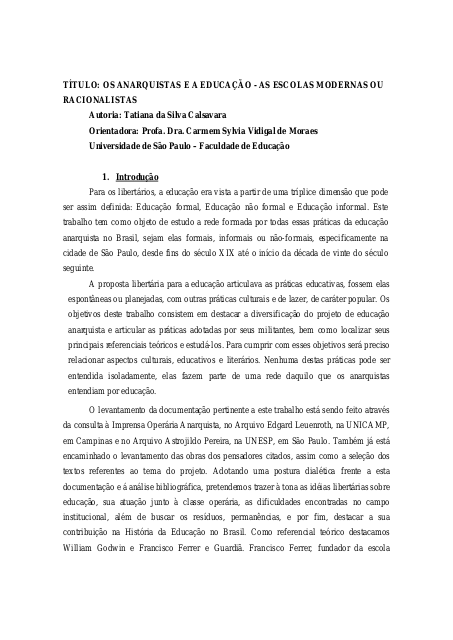 TÍTULO: OS ANARQUISTAS E A EDUCAÇÃO - AS ESCOLAS MODERNAS OU
RACIONALISTAS
Autoria: Tatiana da Silva Calsavara
Orientadora: Profa. Dra. Carmem Sylvia Vidigal de Moraes
Universidade de São Paulo – Faculdade de Educação
1. Introdução
Para os libertários, a educação era vista a partir de uma tríplice dimensão que pode
ser assim definida: Educação formal, Educação não formal e Educação informal. Este
trabalho tem como objeto de estudo a rede formada por todas essas práticas da educação
anarquista no Brasil, sejam elas formais, informais ou não-formais, especificamente na
cidade de São Paulo, desde fins do século XIX até o início da década de vinte do século
seguinte.
A proposta libertária para a educação articulava as práticas educativas, fossem elas
espontâneas ou planejadas, com outras práticas culturais e de lazer, de caráter popular. Os
objetivos deste trabalho consistem em destacar a diversificação do projeto de educação
anarquista e articular as práticas adotadas por seus militantes, bem como localizar seus
principais referenciais teóricos e estudá-los. Para cumprir com esses objetivos será preciso
relacionar aspectos culturais, educativos e literários. Nenhuma destas práticas pode ser
entendida isoladamente, elas fazem parte de uma rede daquilo que os anarquistas
entendiam por educação.
O levantamento da documentação pertinente a este trabalho está sendo feito através
da consulta à Imprensa Operária Anarquista, no Arquivo Edgard Leuenroth, na UNICAMP,
em Campinas e no Arquivo Astrojildo Pereira, na UNESP, em São Paulo. Também já está
encaminhado o levantamento das obras dos pensadores citados, assim como a seleção dos
textos referentes ao tema do projeto. Adotando uma postura dialética frente a esta
documentação e á análise bibliográfica, pretendemos trazer à tona as idéias libertárias sobre
educação, sua atuação junto à classe operária, as dificuldades encontradas no campo
institucional, além de buscar os resíduos, permanências, e por fim, destacar a sua
contribuição na História da Educação no Brasil. Como referencial teórico destacamos
William Godwin e Francisco Ferrer e Guardiã. Francisco Ferrer, fundador da escola